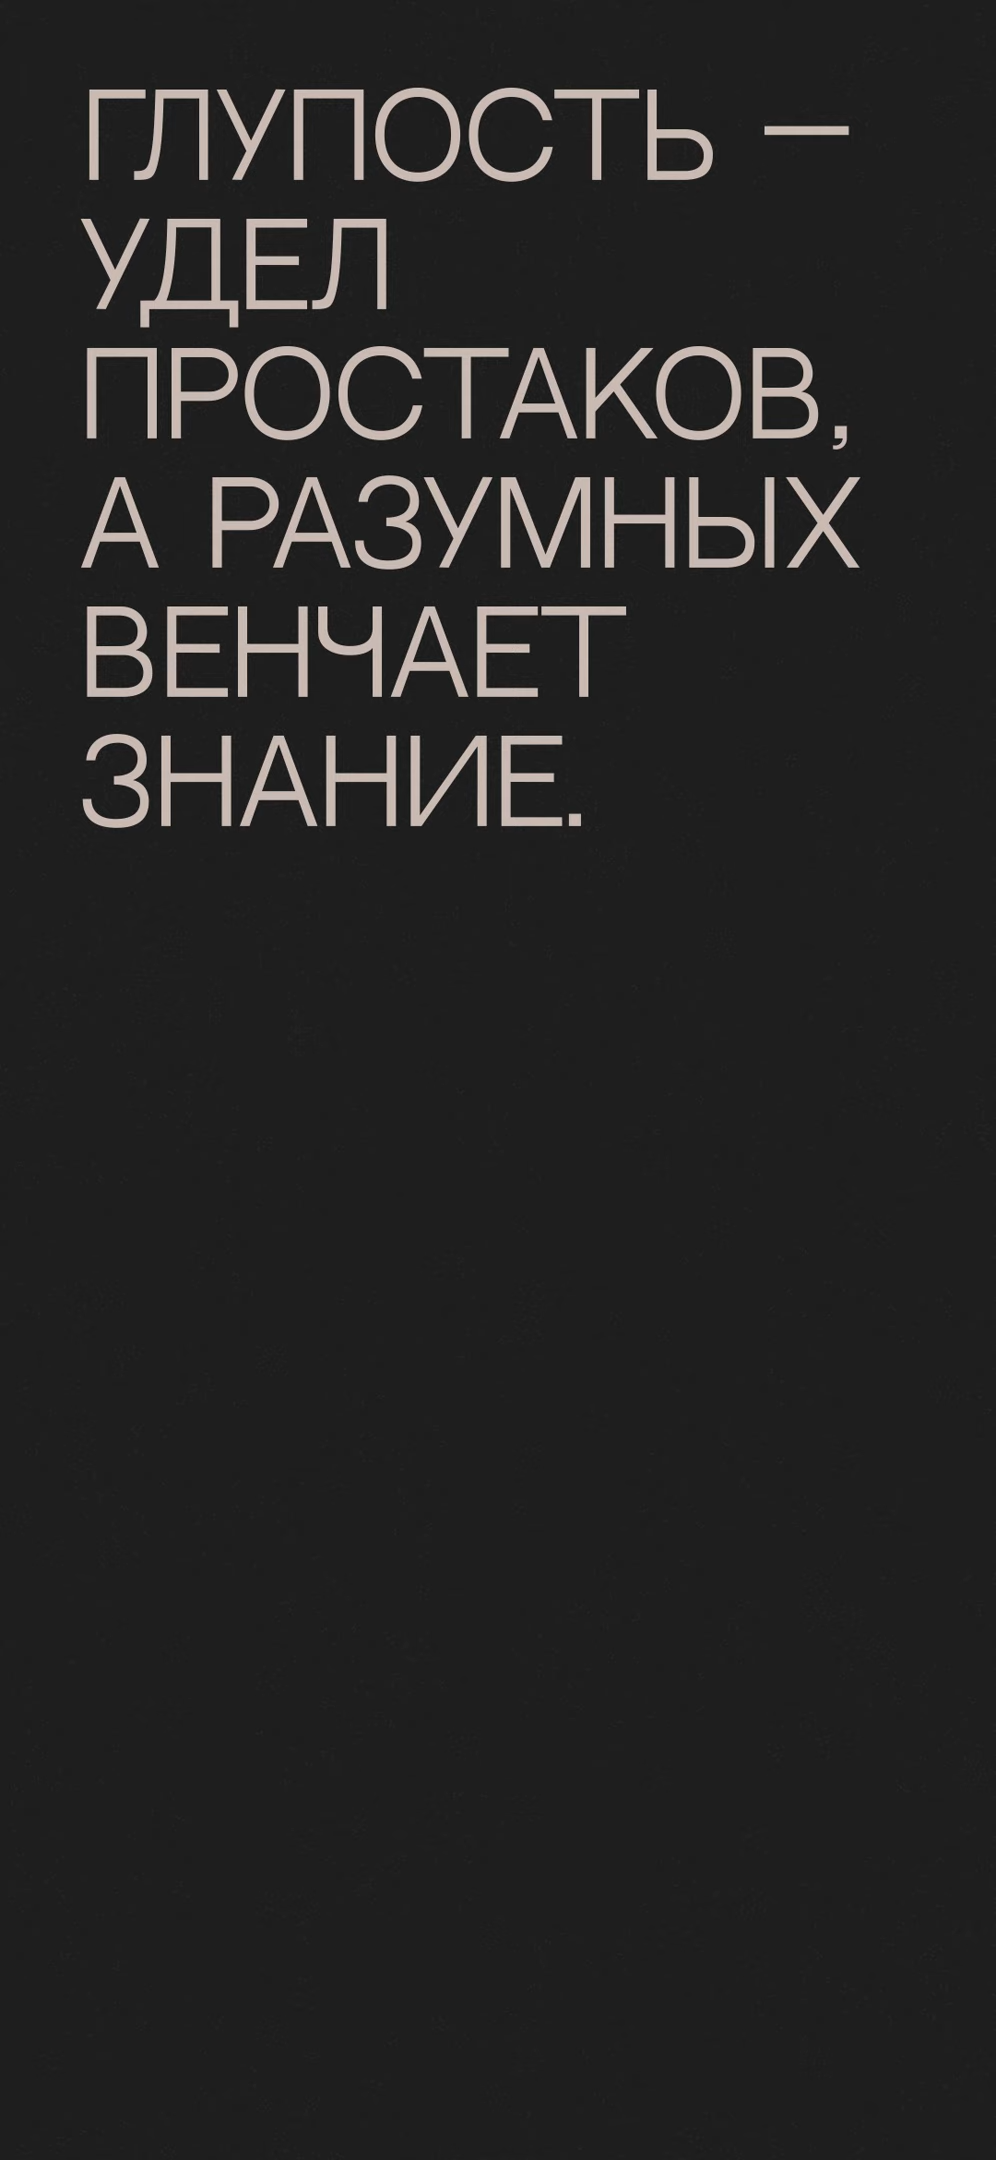 ГЛУПОСТЬ —
УДЕЛ
ПРОСТАКОВ,
А РАЗУМНЫХ
ВЕНЧАЕТ
ЗНАНИЕ.